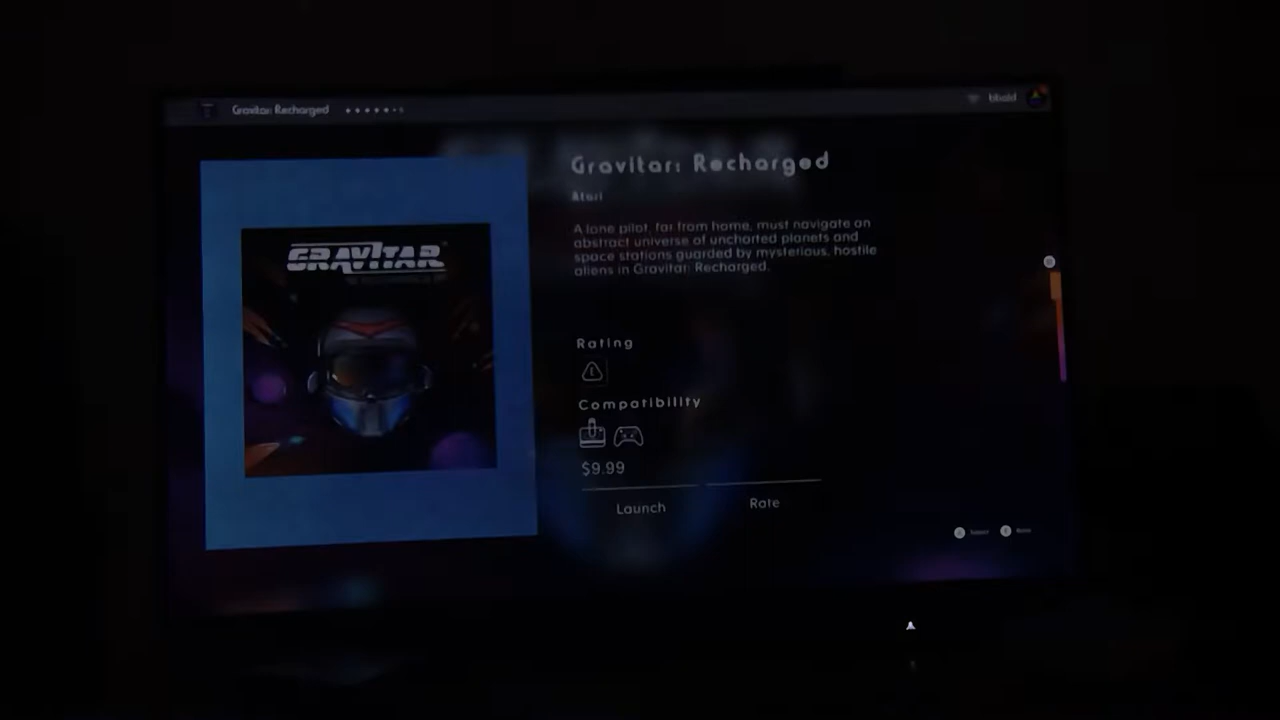 Gravitar: Recharged
bbald
GRAVITAR
Gravitar: Recharged
Atari
A lone pilot, far from home, must navigate an
abstract universe of uncharted planets and
space stations guarded by mysterious, hostile
aliens in Gravitar: Recharged.
Rating
Compatibility
$9.99
Launch
Rate